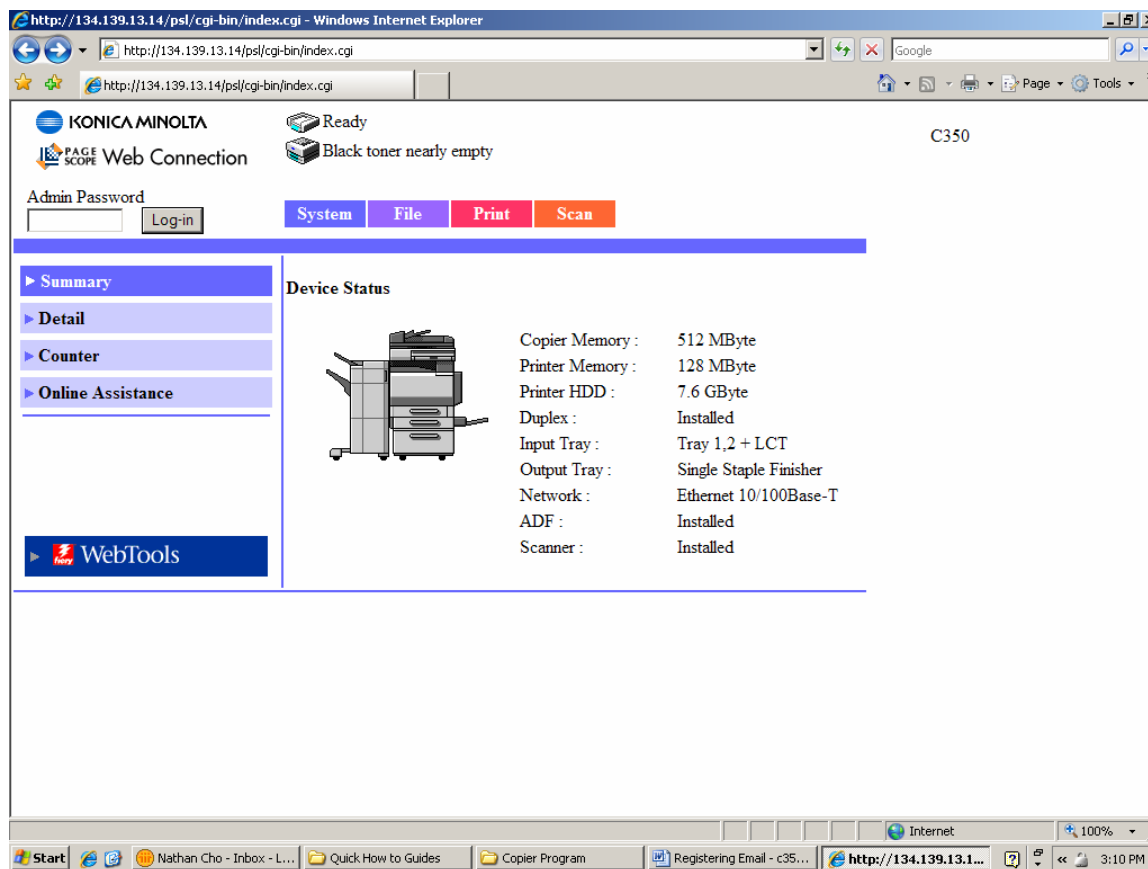 http://134.139.13.14/psl/cgi-bin/index.cgi - Windows Internet Explorer
http://134.139.13.14/psl/cgi-bin/index.cgi
Google
http://134.139.13.14/psl/cgi-bin/index.cgi
Page
Tools
KONICA MINOLTA
PAGE SCOPE Web Connection
Ready
Black toner nearly empty
C350
Admin Password
Log-in
System
File
Print
Scan
Summary
Detail
Counter
Online Assistance
WebTools
Device Status
Copier Memory : 512 MByte
Printer Memory : 128 MByte
Printer HDD : 7.6 GByte
Duplex : Installed
Input Tray : Tray 1,2 + LCT
Output Tray : Single Staple Finisher
Network : Ethernet 10/100Base-T
ADF : Installed
Scanner : Installed
Internet
100%
Start
Nathan Cho - Inbox - L...
Quick How to Guides
Copier Program
Registering Email - c35...
http://134.139.13.1...
3:10 PM